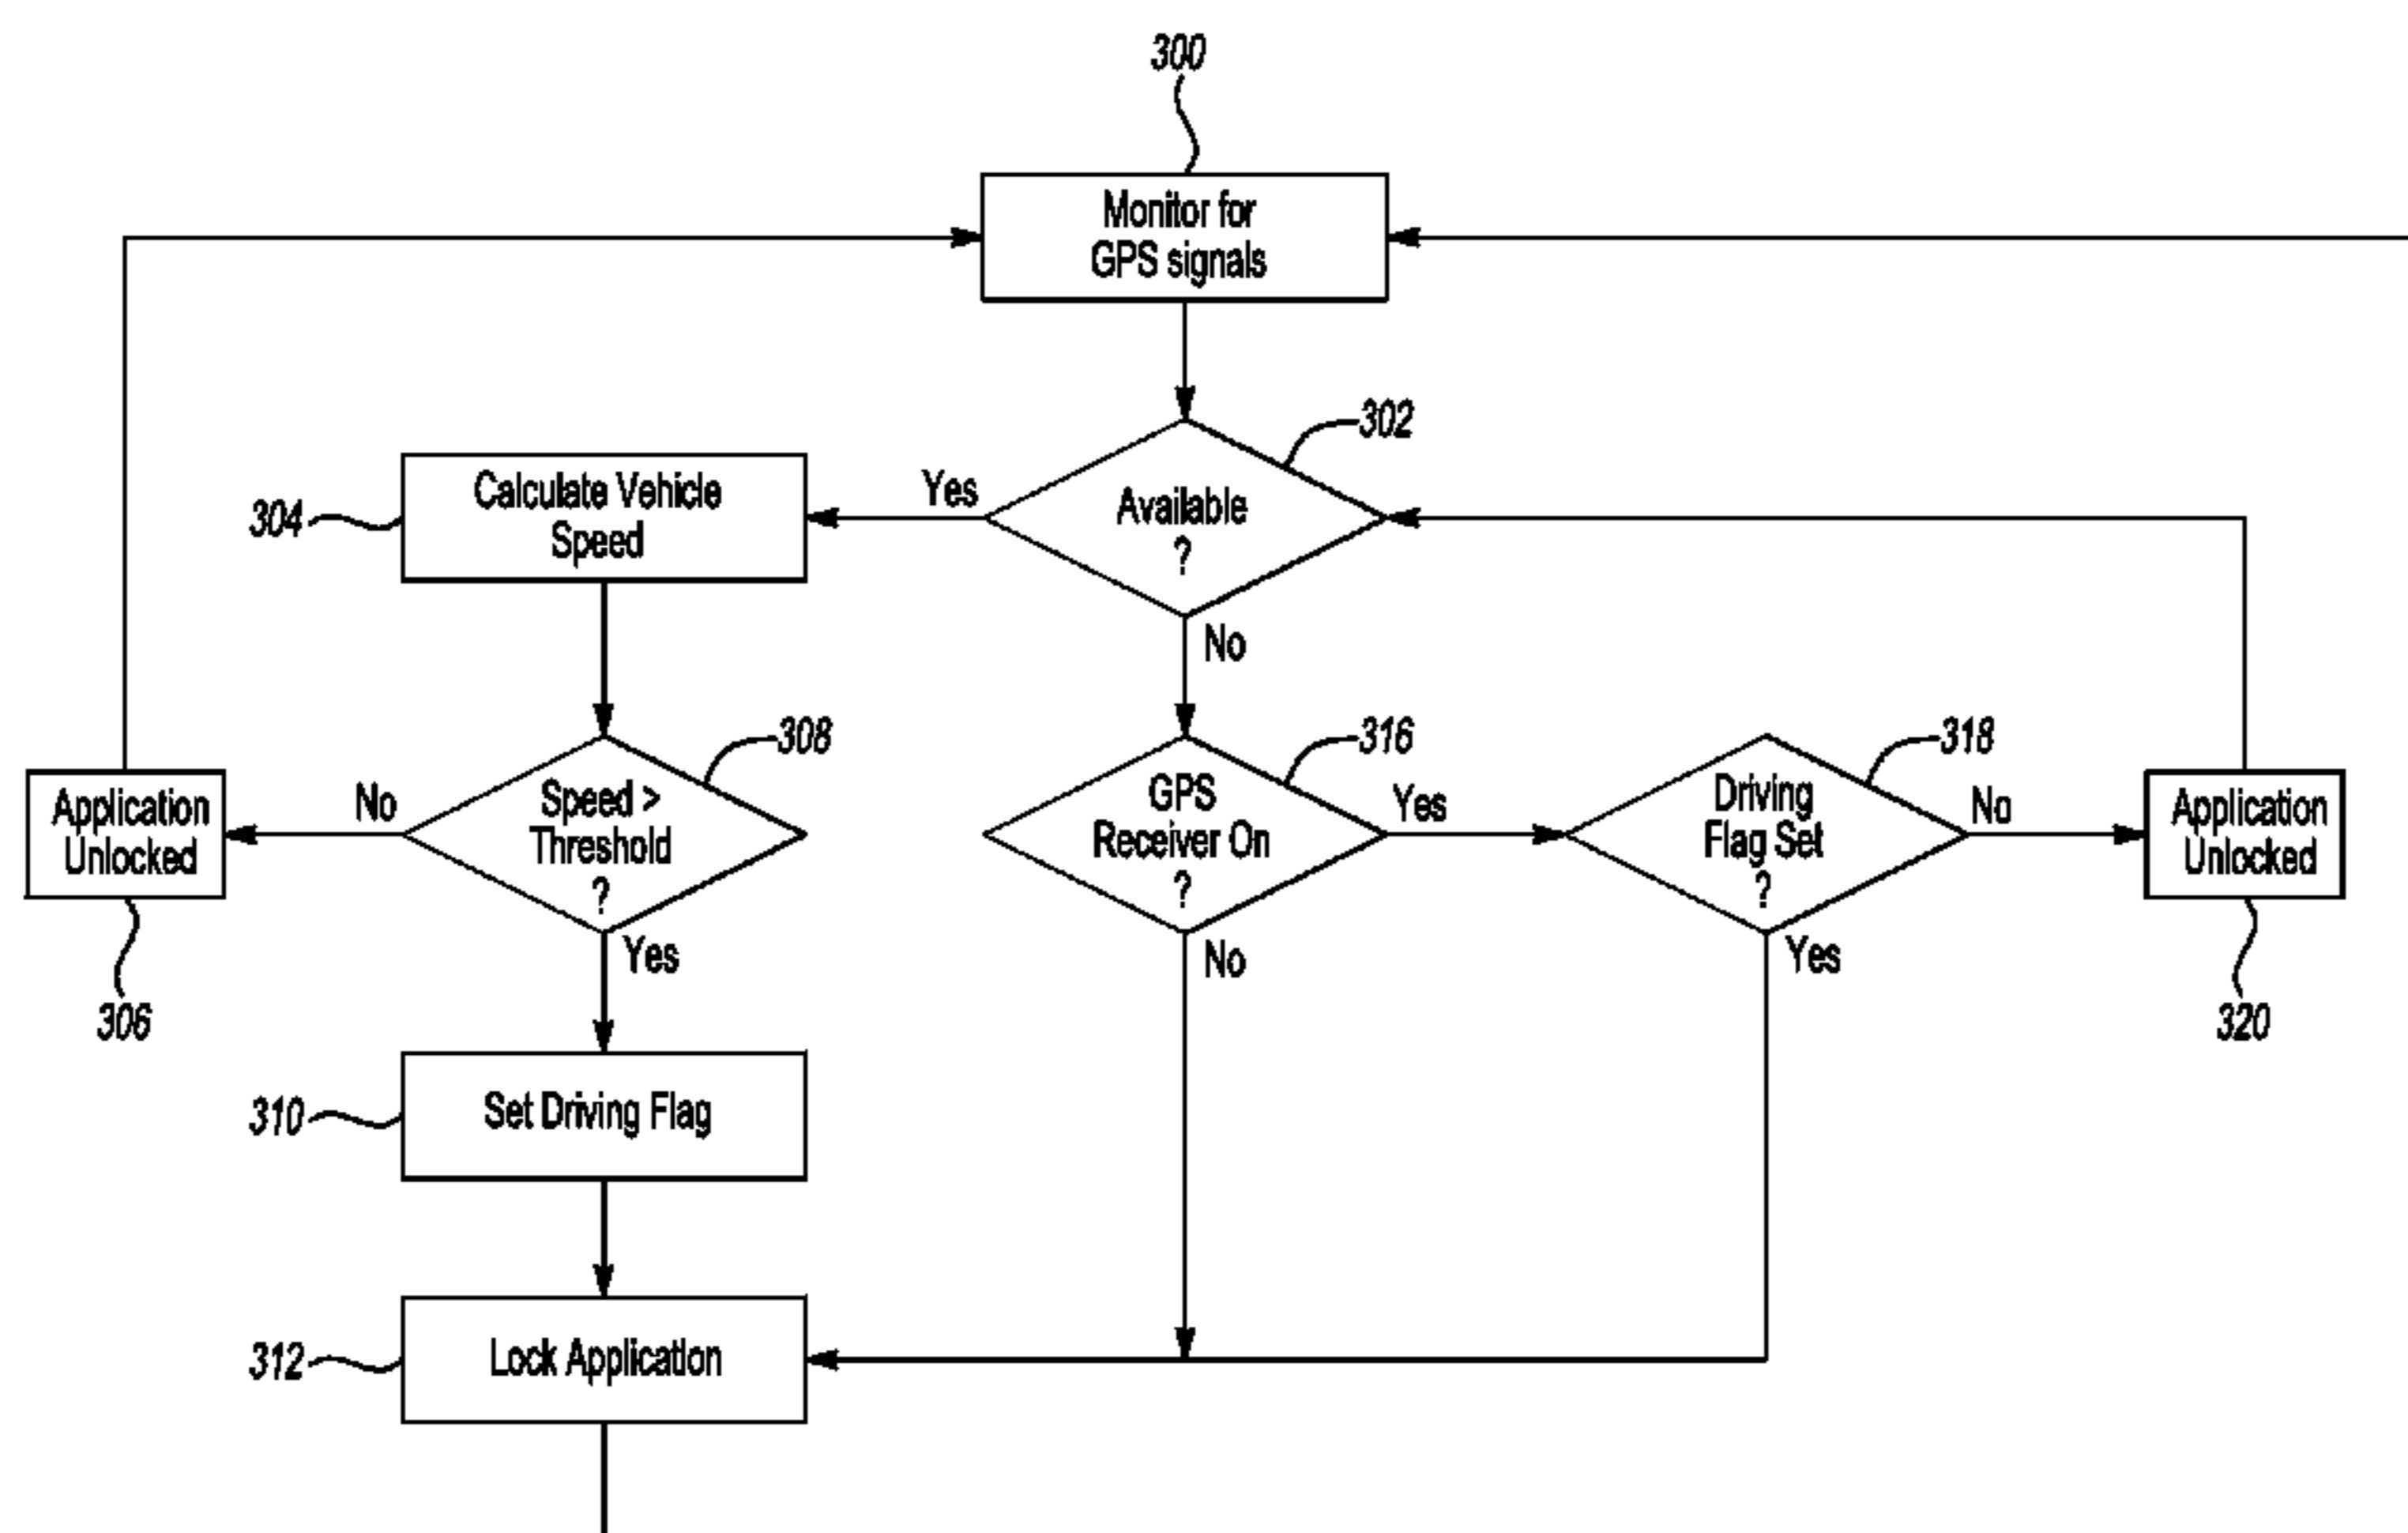 300
Monitor for
GPS signals
302
Available
?
Yes
No
304
Calculate Vehicle
Speed
308
Speed >
Threshold
?
No
Yes
Application
Unlocked
306
316
GPS
Receiver On
?
Yes
No
318
Driving
Flag Set
?
No
Yes
Application
Unlocked
320
310
Set Driving Flag
312
Lock Application